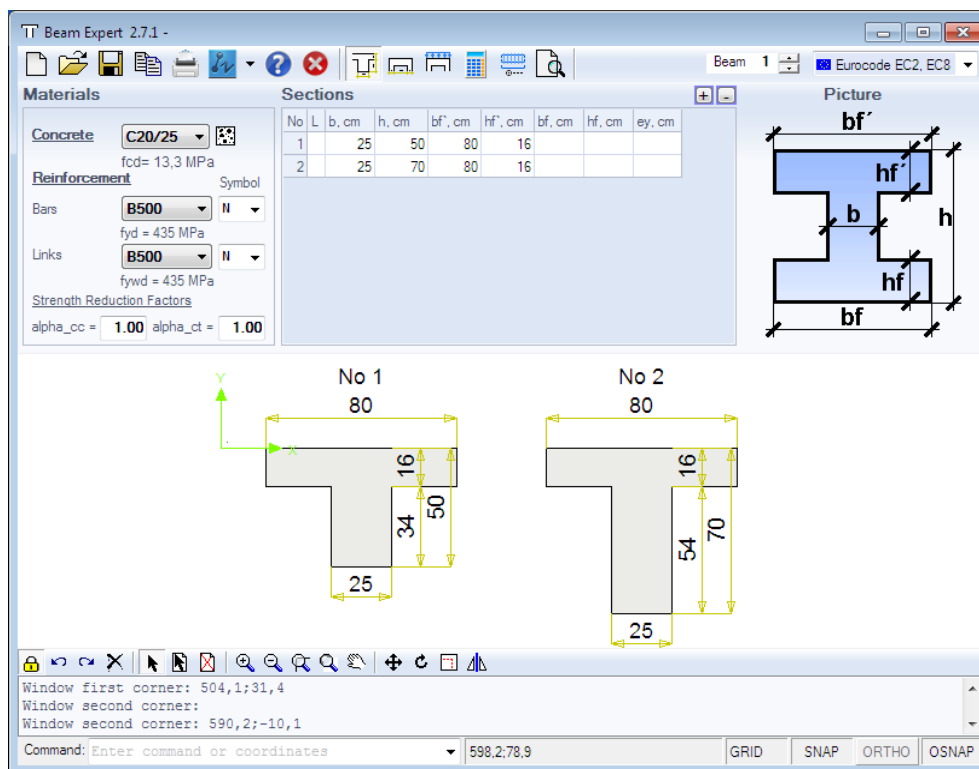 Beam Expert 2.7.1 -
Beam 1 Eurocode EC2, EC8
Materials
Concrete C20/25
fcd= 13,3 MPa
Reinforcement
Symbol
Bars B500 N
fyd = 435 MPa
Links B500 N
fywd = 435 MPa
Strength Reduction Factors
alpha_cc = 1.00 alpha_ct = 1.00
Sections + -
No L b, cm h, cm bf`, cm hf`, cm bf, cm hf, cm ey, cm
1 25 50 80 16
2 25 70 80 16
Picture
bf´
hf´
b h
hf
bf
Y
X
No 1
80
16
34
50
25
No 2
80
16
54
70
25
Window first corner: 504,1;31,4
Window second corner:
Window second corner: 590,2;-10,1
Command: Enter command or coordinates 598,2;78,9 GRID SNAP ORTHO OSNAP